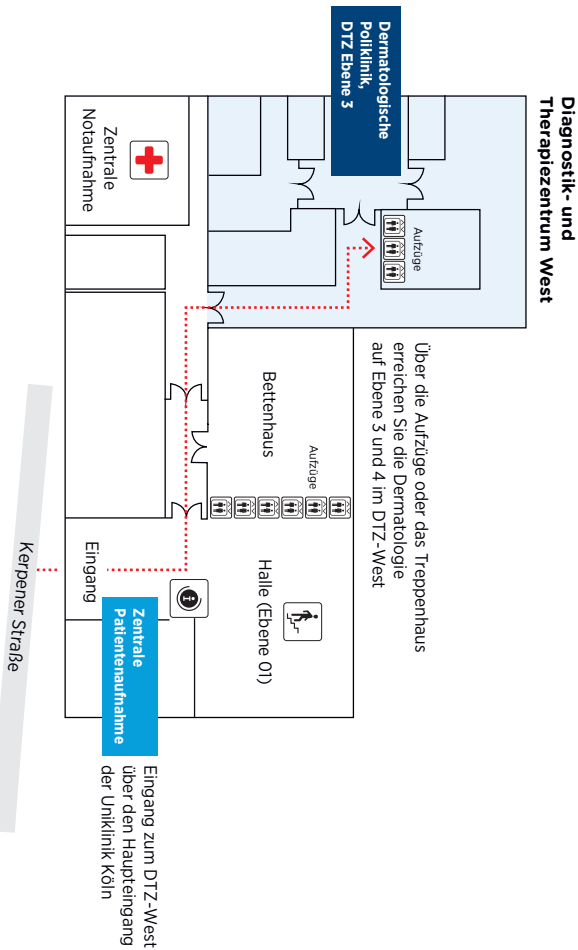 Diagnostik- und
Therapiezentrum West
Dermatologische
Poliklinik,
DTZ Ebene 3
Aufzüge
Über die Aufzüge oder das Treppenhaus
erreichen Sie die Dermatologie
auf Ebene 3 und 4 im DTZ-West
Zentrale
Notaufnahme
Bettenhaus
Aufzüge
Halle (Ebene 01)
Eingang
Zentrale
Patientenaufnahme
Eingang zum DTZ-West
über den Haupteingang
der Uniklinik Köln
Kerpener Straße